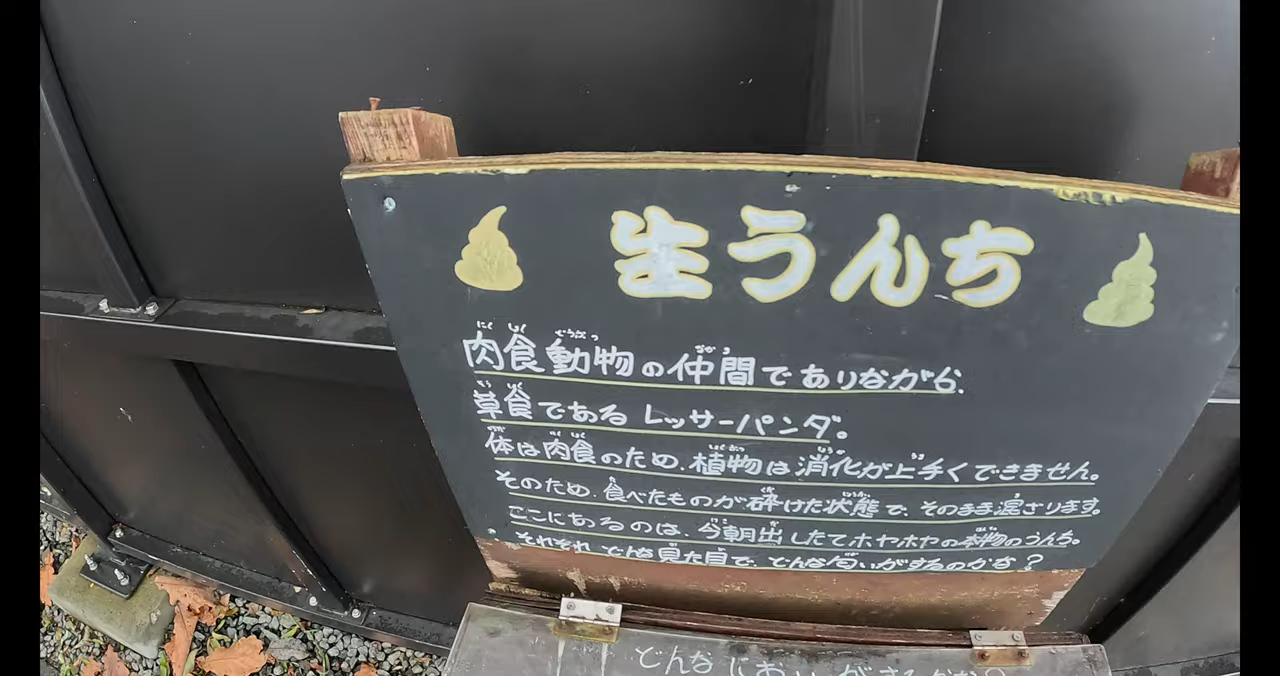 生うんち
肉食動物の仲間でありながら、
草食であるレッサーパンダ。
体は肉食のため、植物は消化が上手くできません。
そのため、食べたものが砕けた状態で、そのまま混ざります。
ここにあるのは、今朝出したてホヤホヤの本物のうんち。
それぞれ、どんな見た目で、どんな匂いがするのかな？
どんなにおいがするかな？